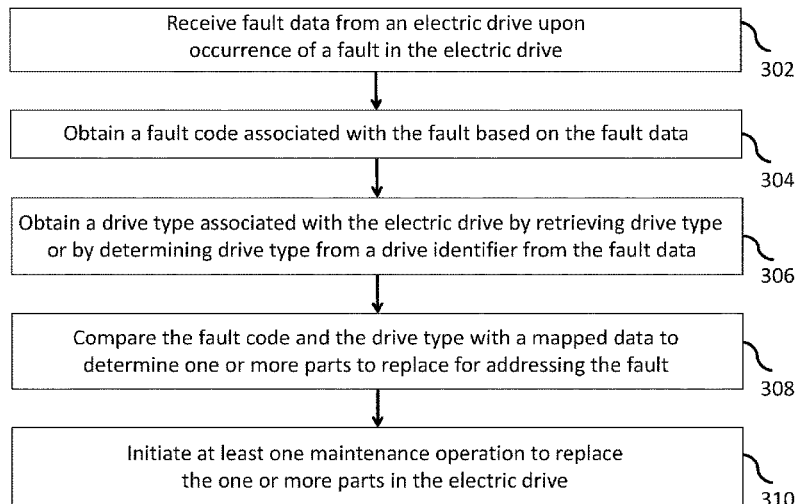 Receive fault data from an electric drive upon
occurrence of a fault in the electric drive
302
Obtain a fault code associated with the fault based on the fault data
304
Obtain a drive type associated with the electric drive by retrieving drive type
or by determining drive type from a drive identifier from the fault data
306
Compare the fault code and the drive type with a mapped data to
determine one or more parts to replace for addressing the fault
308
Initiate at least one maintenance operation to replace
the one or more parts in the electric drive
310